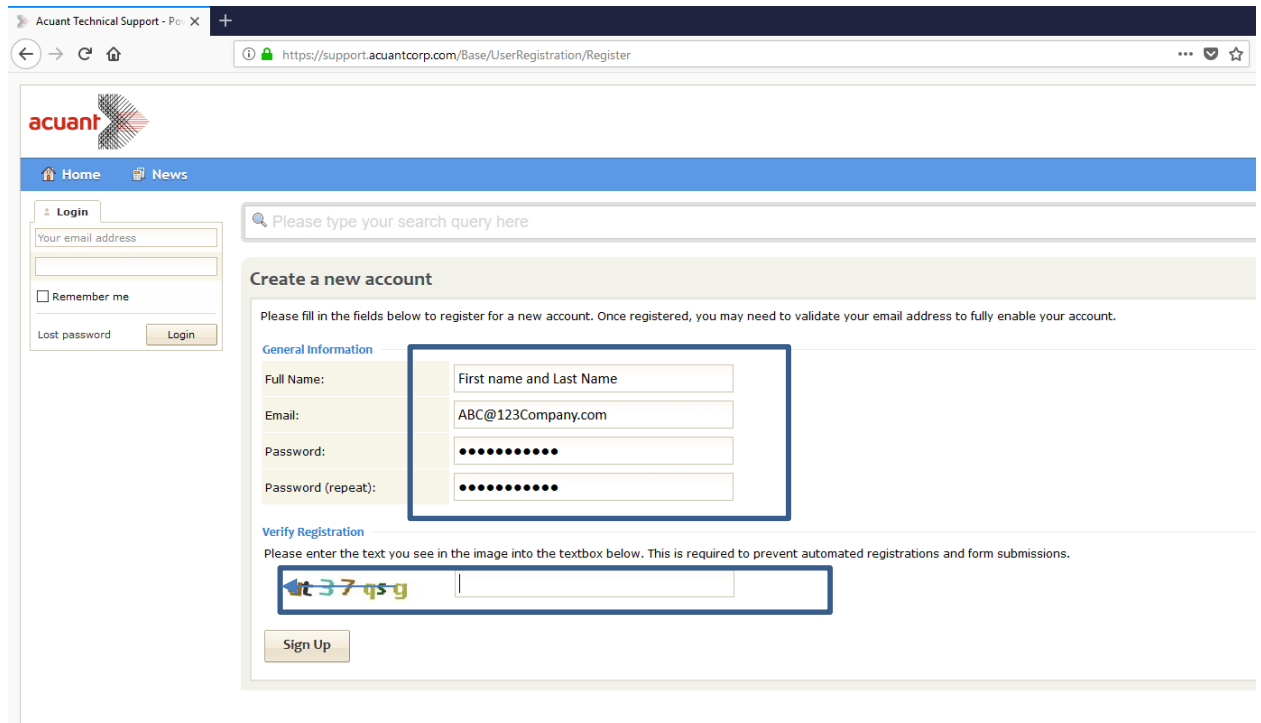 Acuant Technical Support - Po
https://support.acuantcorp.com/Base/UserRegistration/Register
acuant
Home News
Login
Your email address
Remember me
Lost password Login
Please type your search query here
Create a new account
Please fill in the fields below to register for a new account. Once registered, you may need to validate your email address to fully enable your account.
General Information
Full Name: First name and Last Name
Email: ABC@123Company.com
Password: ●●●●●●●●●●●
Password (repeat): ●●●●●●●●●●●
Verify Registration
Please enter the text you see in the image into the textbox below. This is required to prevent automated registrations and form submissions.
Sign Up